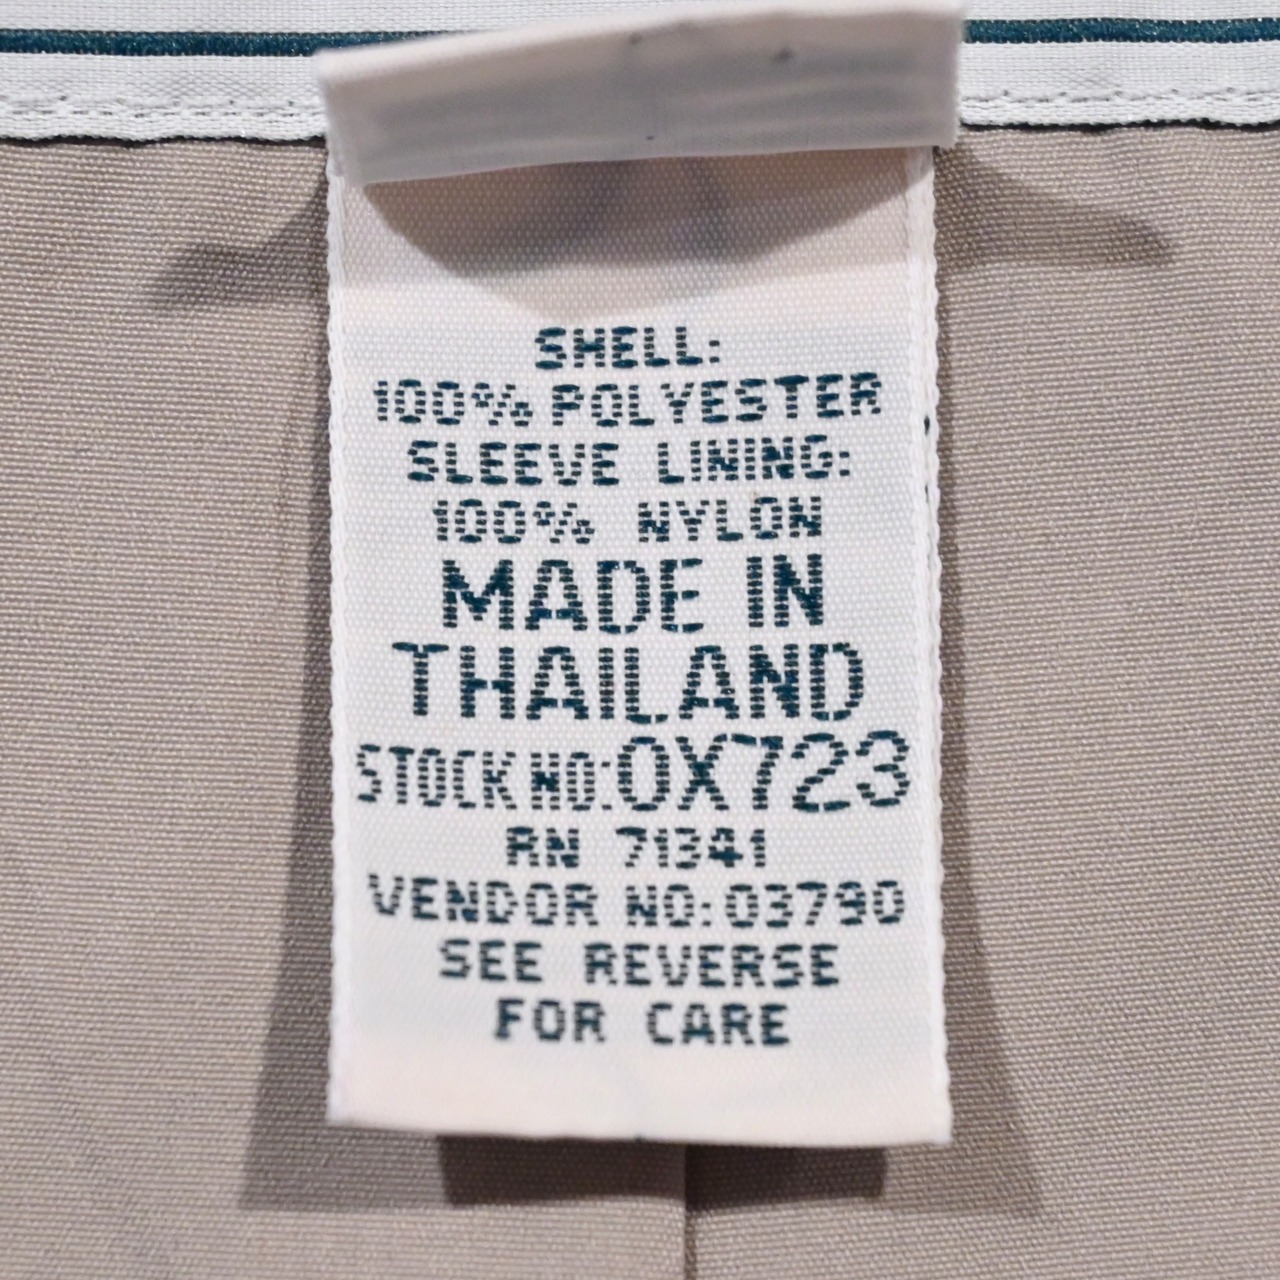 SHELL:
100% POLYESTER
SLEEVE LINING:
100% NYLON
MADE IN
THAILAND
STOCK NO:0X723
RN 71341
VENDOR NO:03790
SEE REVERSE
FOR CARE